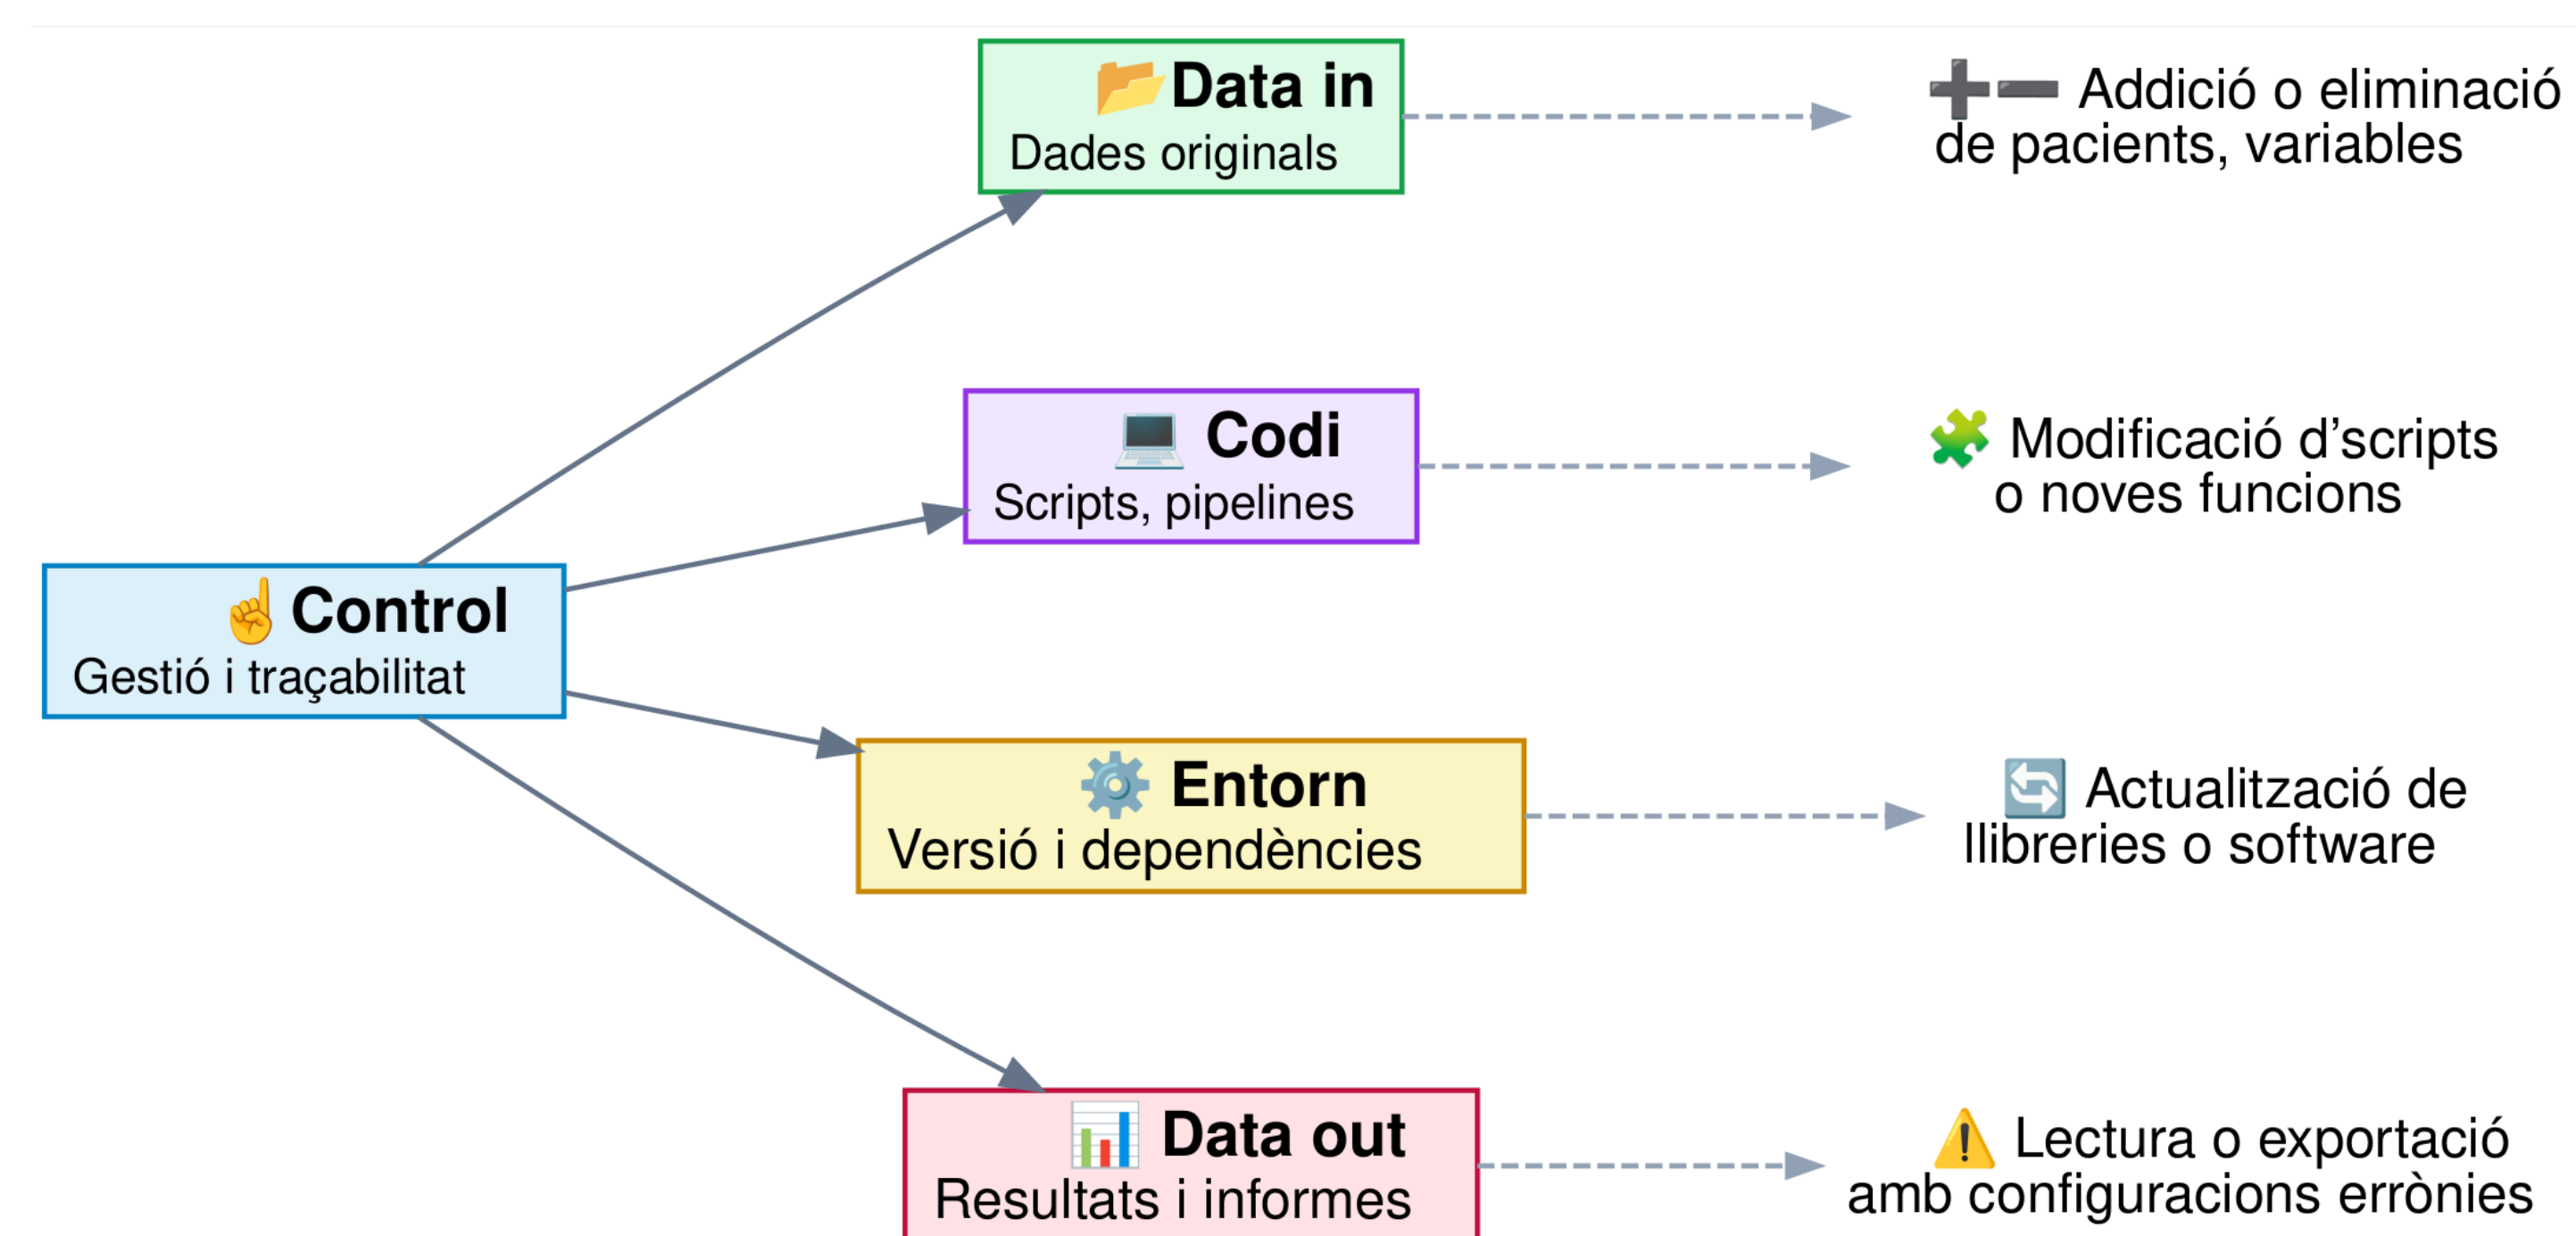 Data in
Dades originals
Addició o eliminació
de pacients, variables
Codi
Scripts, pipelines
Modificació d’scripts
o noves funcions
Control
Gestió i traçabilitat
Entorn
Versió i dependències
Actualització de
llibreries o software
Data out
Resultats i informes
Lectura o exportació
amb configuracions errònies